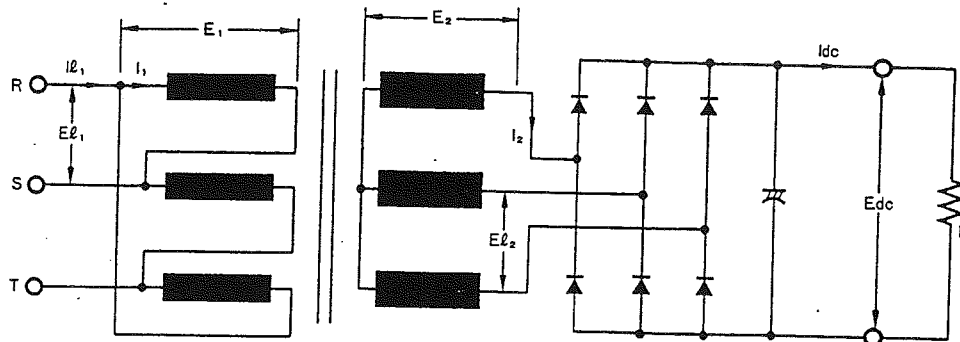 E₁
E₂
R
Iℓ₁
I₁
Eℓ₁
S
T
I₂
Eℓ₂
Idc
Edc